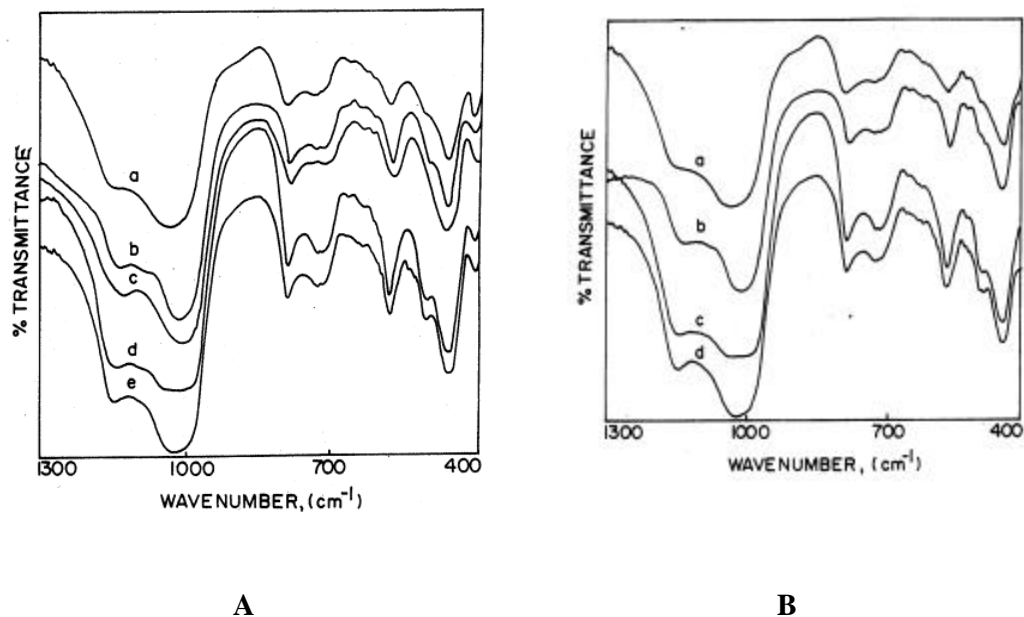 % TRANSMITTANCE
a
b
c
d
e
1300 1000 700 400
WAVENUMBER, (cm⁻¹)
A
% TRANSMITTANCE
a
b
c
d
1300 1000 700 400
WAVENUMBER, (cm⁻¹)
B